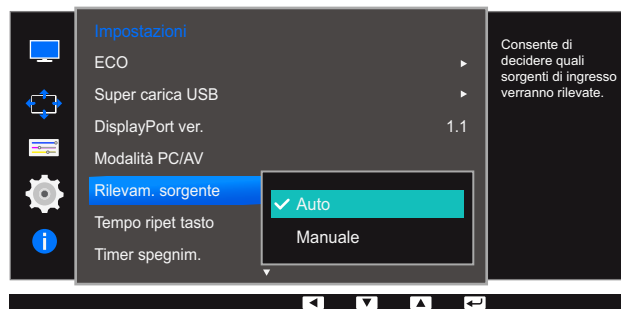 Impostazioni
ECO
Super carica USB
DisplayPort ver. 1.1
Modalità PC/AV
Rilevam. sorgente
Auto
Manuale
Tempo ripet tasto
Timer spegnim.
Consente di
decidere quali
sorgenti di ingresso
verranno rilevate.